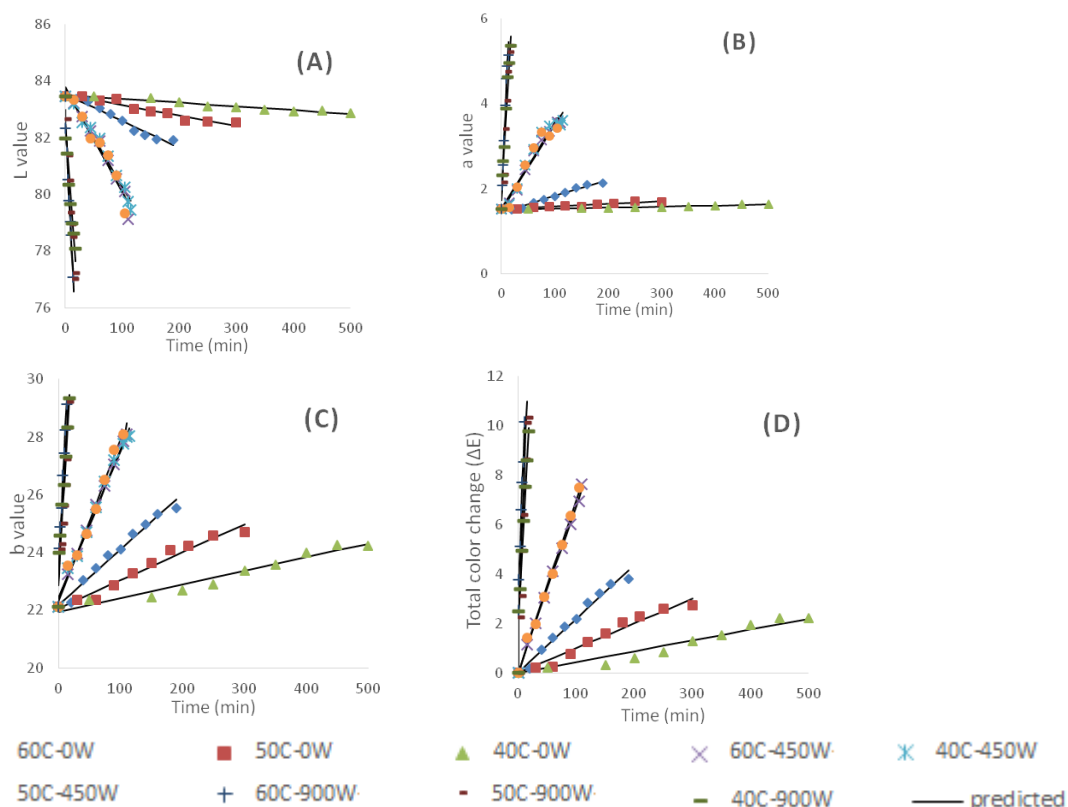 86
84
82
80
78
76
L value
(A)
0 100 200 300 400 500
Time (min)
6
4
2
0
a value
(B)
0 100 200 300 400 500
Time (min)
30
28
26
24
22
20
b value
(C)
0 100 200 300 400 500
Time (min)
12
10
8
6
4
2
0
Total color change (ΔE)
(D)
0 100 200 300 400 500
Time (min)
60C-0W 50C-0W 40C-0W 60C-450W 40C-450W
50C-450W 60C-900W 50C-900W 40C-900W predicted